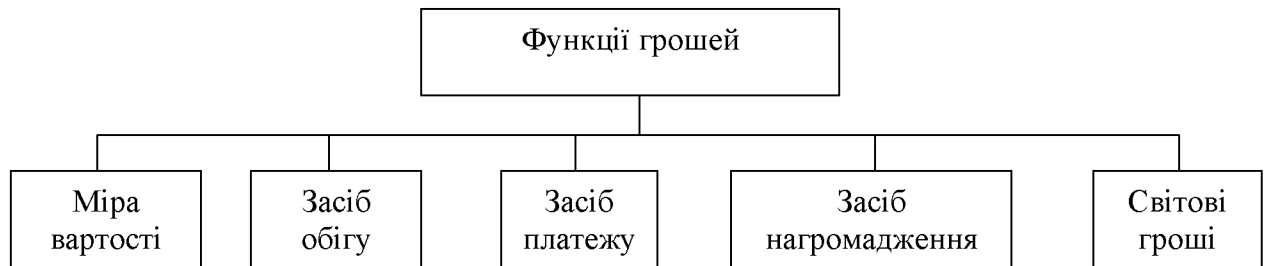 Функції грошей
Міра
вартості
Засіб
обігу
Засіб
платежу
Засіб
нагромадження
Світові
гроші